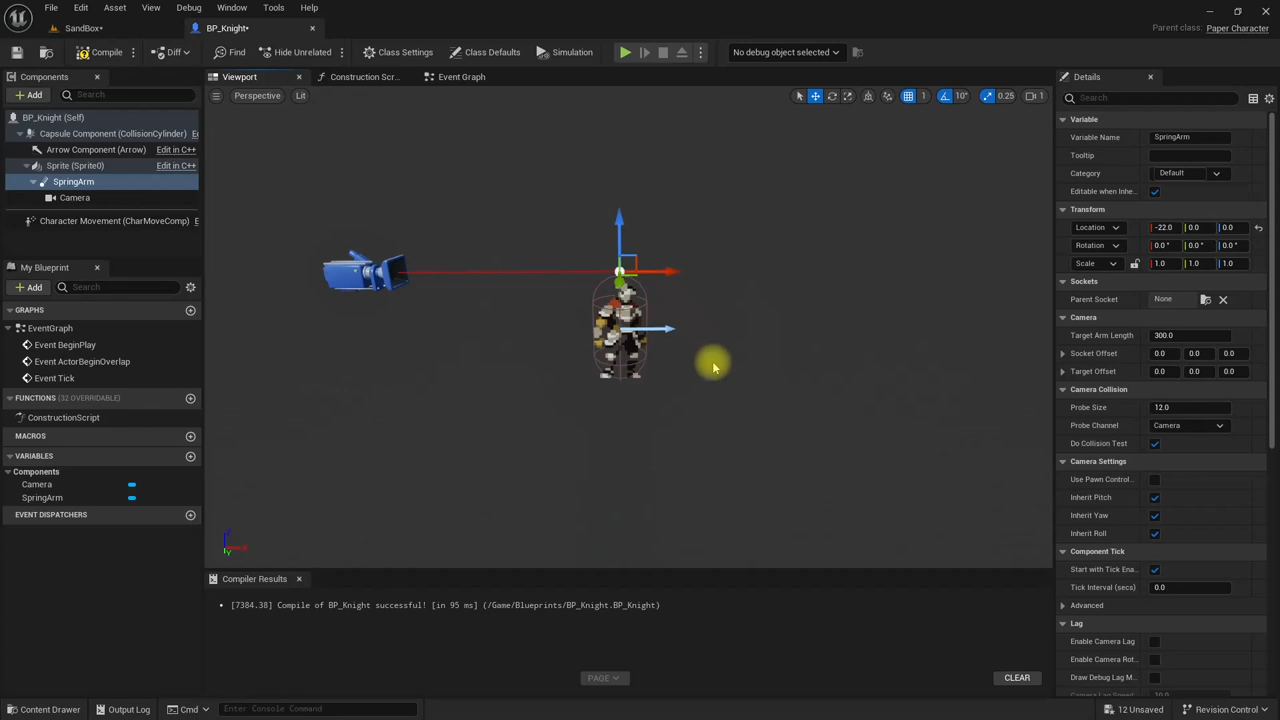 File Edit Asset View Debug Window Tools Help
SandBox•
BP_Knight•
Parent class: Paper Character
Compile
Diff
Find
Hide Unrelated
Class Settings
Class Defaults
Simulation
No debug object selected
Components
Add
Search
BP_Knight (Self)
Capsule Component (CollisionCylinder)
Arrow Component (Arrow) Edit in C++
Sprite (Sprite0) Edit in C++
SpringArm
Camera
Character Movement (CharMoveComp)
My Blueprint
Add
Search
GRAPHS
EventGraph
Event BeginPlay
Event ActorBeginOverlap
Event Tick
FUNCTIONS (32 OVERRIDABLE)
ConstructionScript
MACROS
VARIABLES
Components
Camera
SpringArm
EVENT DISPATCHERS
Viewport
Construction Scr...
Event Graph
Perspective
Lit
1
10°
0.25
1
Z
X
Y
Compiler Results
[7384.38] Compile of BP_Knight successful! [in 95 ms] (/Game/Blueprints/BP_Knight.BP_Knight)
PAGE
CLEAR
Details
Search
Variable
Variable Name SpringArm
Tooltip
Category Default
Editable when Inhe...
Transform
Location -22.0 0.0 0.0
Rotation 0.0 ° 0.0 ° 0.0 °
Scale 1.0 1.0 1.0
Sockets
Parent Socket None
Camera
Target Arm Length 300.0
Socket Offset 0.0 0.0 0.0
Target Offset 0.0 0.0 0.0
Camera Collision
Probe Size 12.0
Probe Channel Camera
Do Collision Test
Camera Settings
Use Pawn Control...
Inherit Pitch
Inherit Yaw
Inherit Roll
Component Tick
Start with Tick Ena...
Tick Interval (secs) 0.0
Advanced
Lag
Enable Camera Lag
Enable Camera Rot...
Draw Debug Lag M...
Camera Lag Speed 10.0
Content Drawer
Output Log
Cmd
Enter Console Command
12 Unsaved
Revision Control